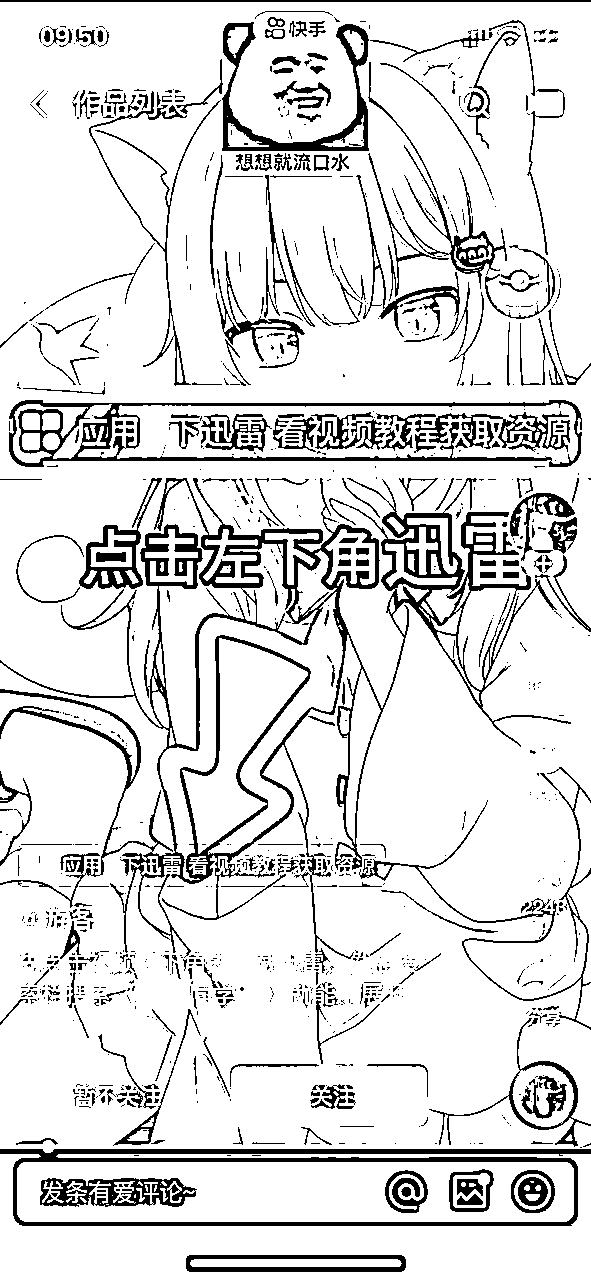 09:50
快手
作品列表
想想就流口水
应用 下迅雷 看视频教程获取资源
点击左下角迅雷
应用 下迅雷 看视频教程获取资源
@游客
2248
分享
暂不关注
关注
发条有爱评论~